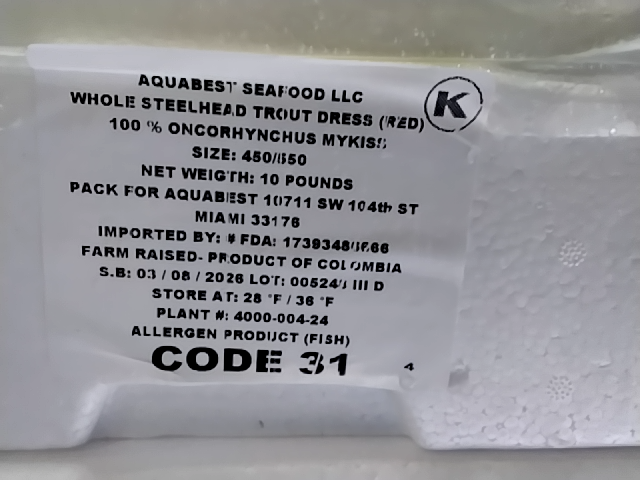 AQUABEST SEAFOOD LLC
K
WHOLE STEELHEAD TROUT DRESS (RED)
100 % ONCORHYNCHUS MYKISS
SIZE: 450/550
NET WEIGTH: 10 POUNDS
PACK FOR AQUABEST 10711 SW 104th ST
MIAMI 33176
IMPORTED BY: # FDA:
FARM RAISED- PRODUCT OF COLOMBIA
S.B: 03 / 08 / 2026 LOT: D
STORE AT: 28 °F / 36 °F
PLANT #: 4000-004-24
ALLERGEN PRODUCT (FISH)
CODE 31
4